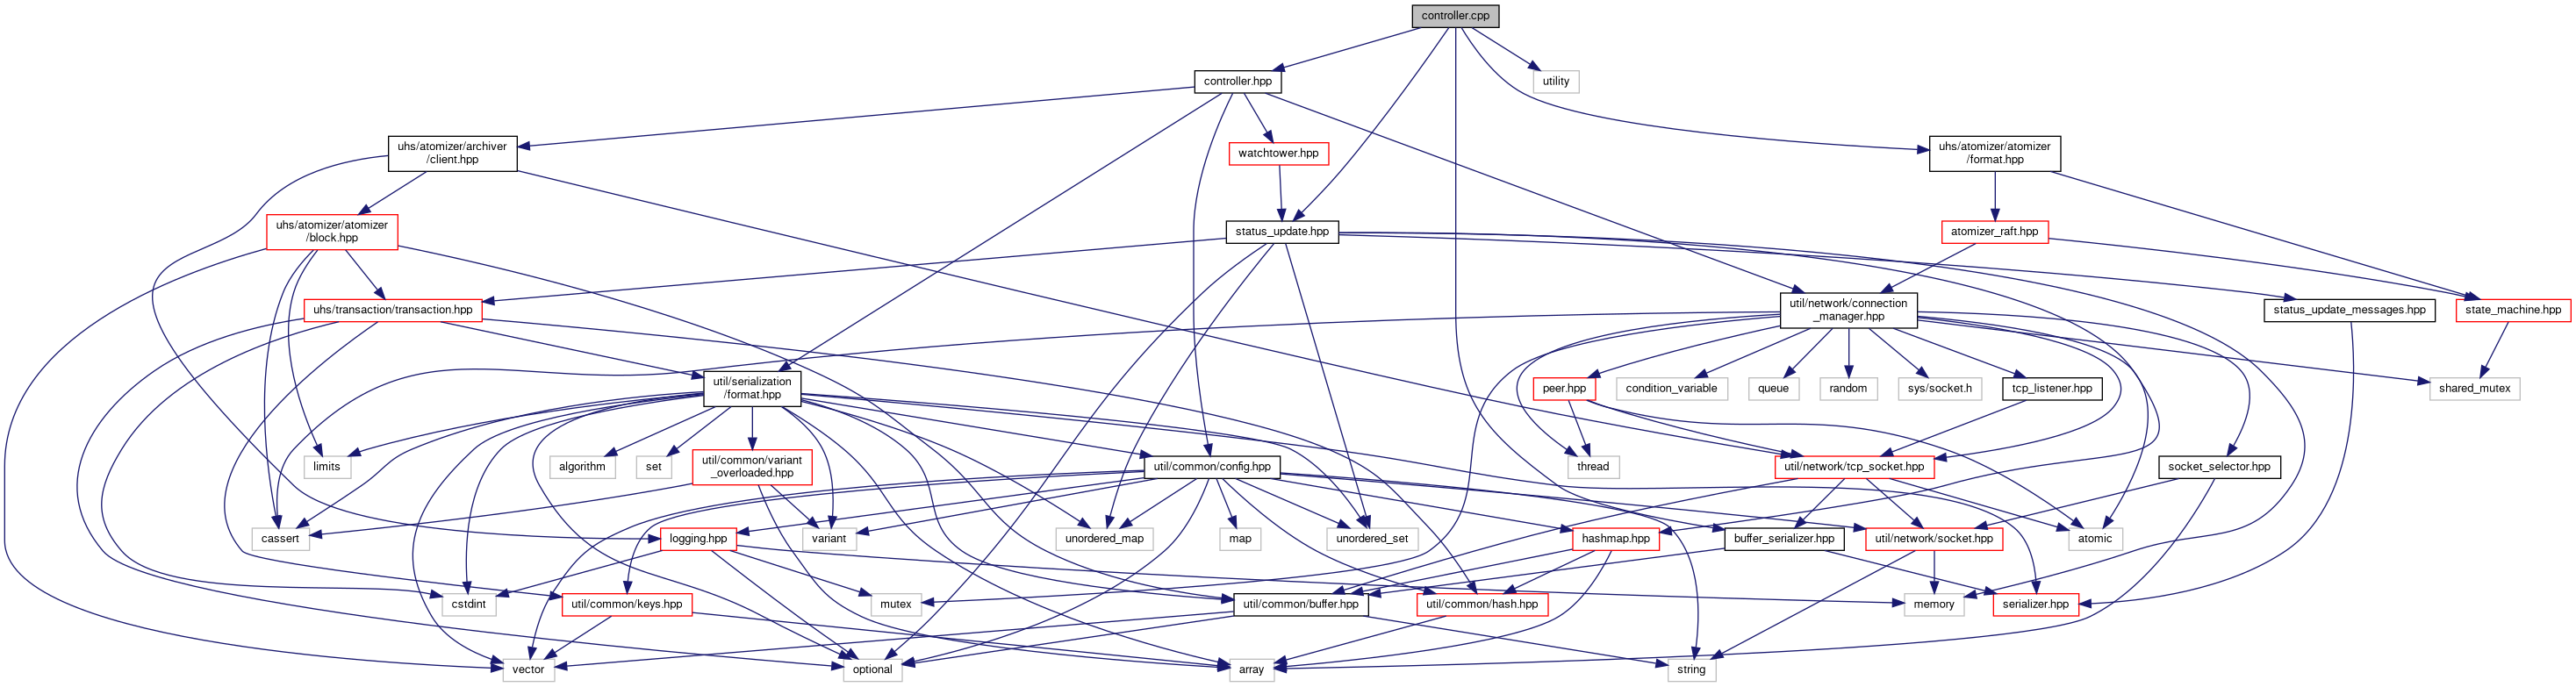 controller.cpp
controller.hpp
utility
uhs/atomizer/archiver
/client.hpp
watchtower.hpp
uhs/atomizer/atomizer
/format.hpp
uhs/atomizer/atomizer
/block.hpp
status_update.hpp
atomizer_raft.hpp
uhs/transaction/transaction.hpp
util/network/connection
_manager.hpp
status_update_messages.hpp
state_machine.hpp
util/serialization
/format.hpp
peer.hpp
condition_variable
queue
random
sys/socket.h
tcp_listener.hpp
shared_mutex
limits
algorithm
set
util/common/variant
_overloaded.hpp
util/common/config.hpp
thread
util/network/tcp_socket.hpp
socket_selector.hpp
cassert
logging.hpp
variant
unordered_map
map
unordered_set
hashmap.hpp
buffer_serializer.hpp
util/network/socket.hpp
atomic
cstdint
util/common/keys.hpp
mutex
util/common/buffer.hpp
util/common/hash.hpp
memory
serializer.hpp
vector
optional
array
string